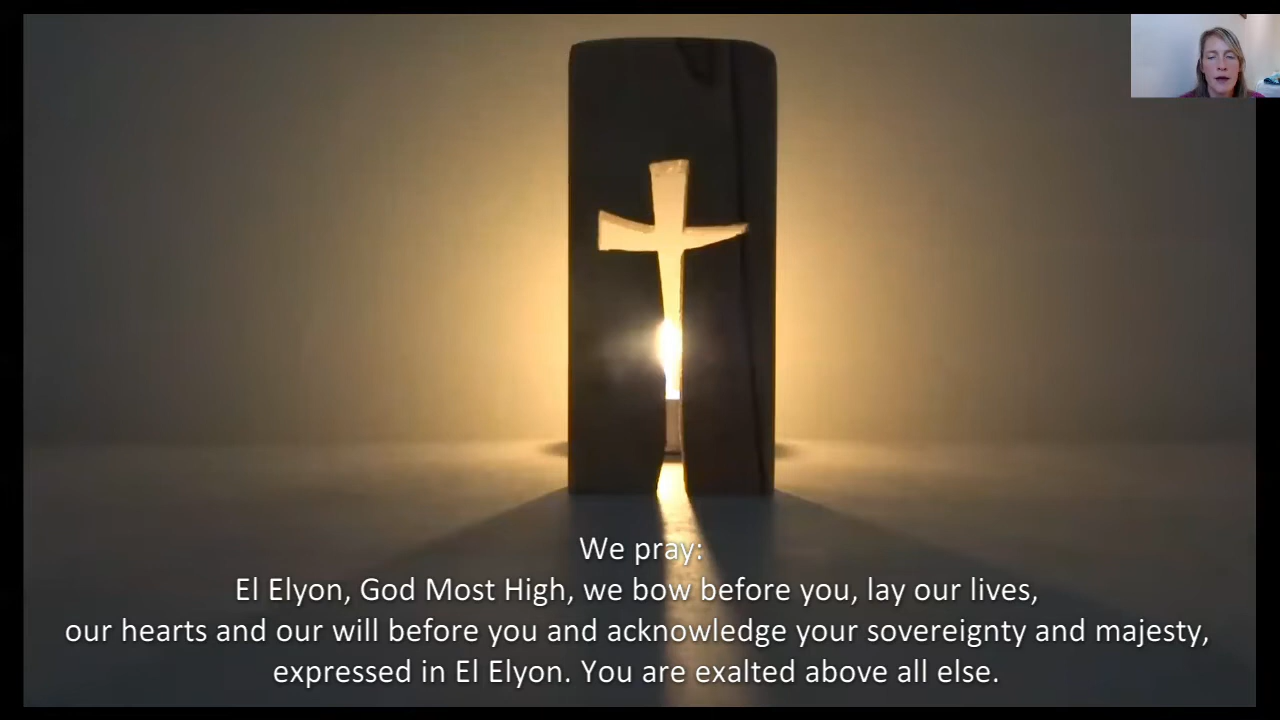 We pray:
El Elyon, God Most High, we bow before you, lay our lives,
our hearts and our will before you and acknowledge your sovereignty and majesty,
expressed in El Elyon. You are exalted above all else.